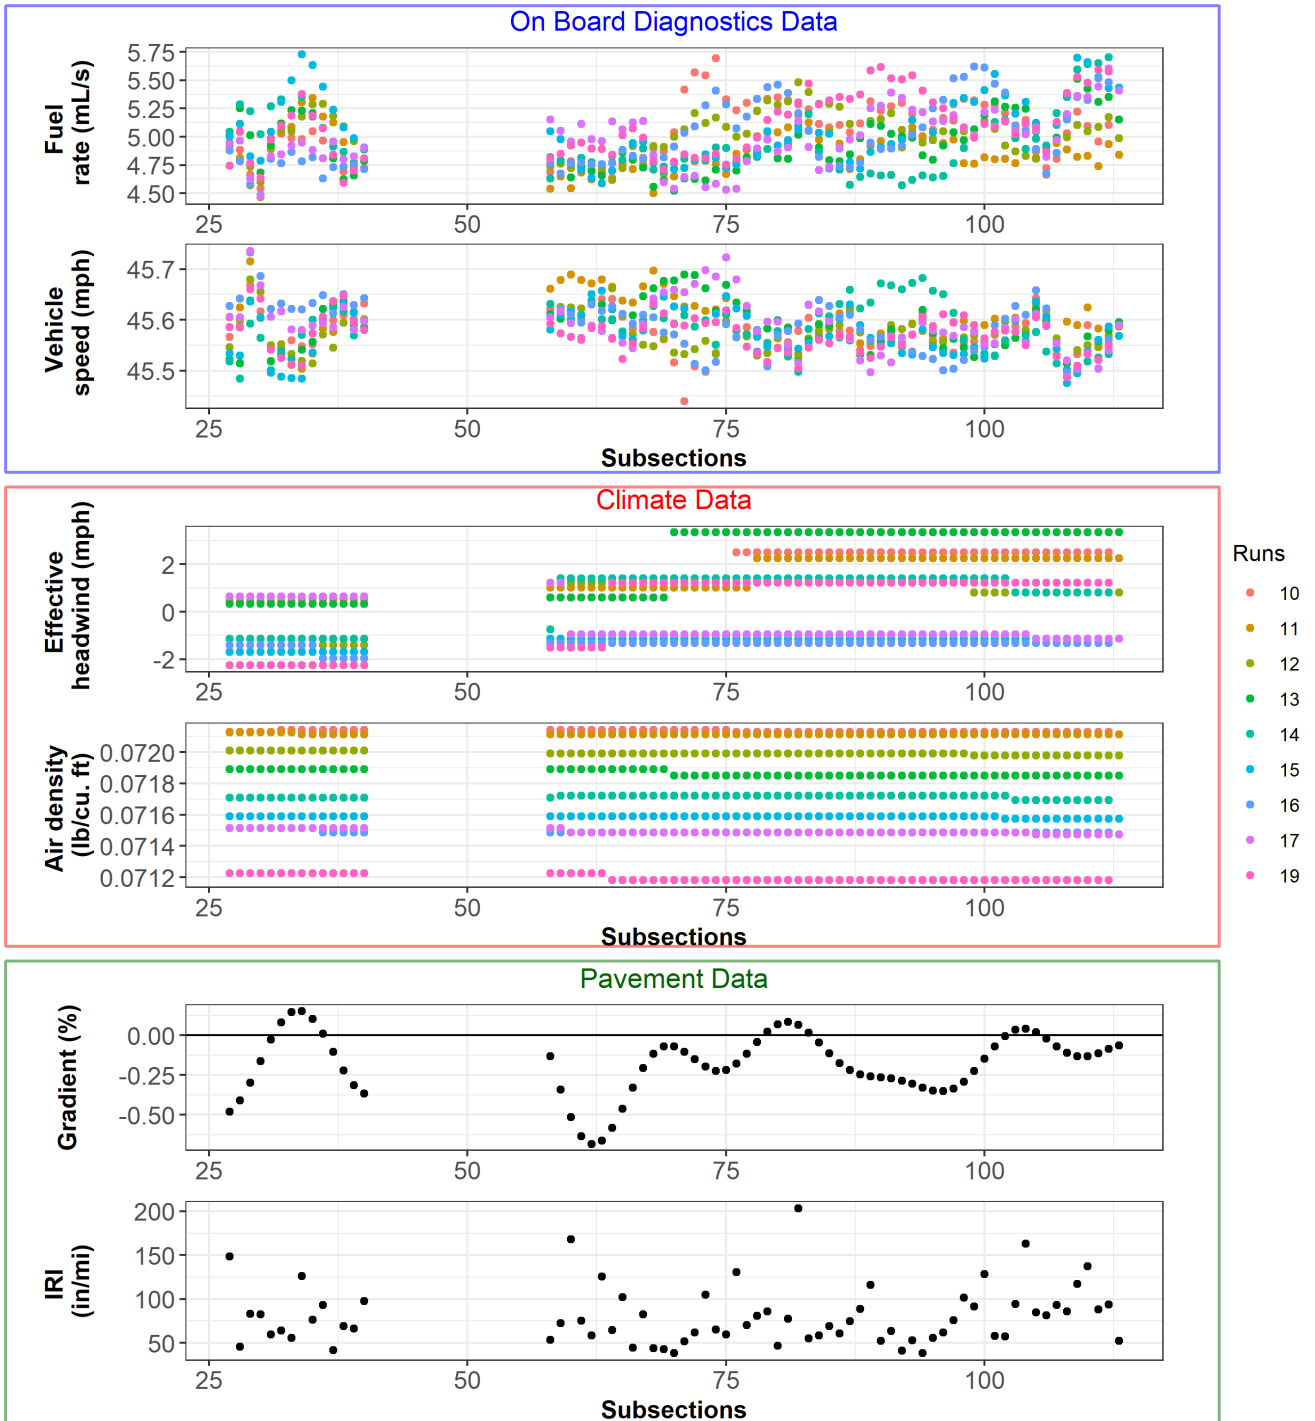 On Board Diagnostics Data
Fuel
rate (mL/s)
5.75
5.50
5.25
5.00
4.75
4.50
25 50 75 100
Vehicle
speed (mph)
45.7
45.6
45.5
25 50 75 100
Subsections
Climate Data
Effective
headwind (mph)
2
0
-2
25 50 75 100
Air density
(lb/cu. ft)
0.0720
0.0718
0.0716
0.0714
0.0712
25 50 75 100
Subsections
Runs
10
11
12
13
14
15
16
17
19
Pavement Data
Gradient (%)
0.00
-0.25
-0.50
25 50 75 100
IRI
(in/mi)
200
150
100
50
25 50 75 100
Subsections